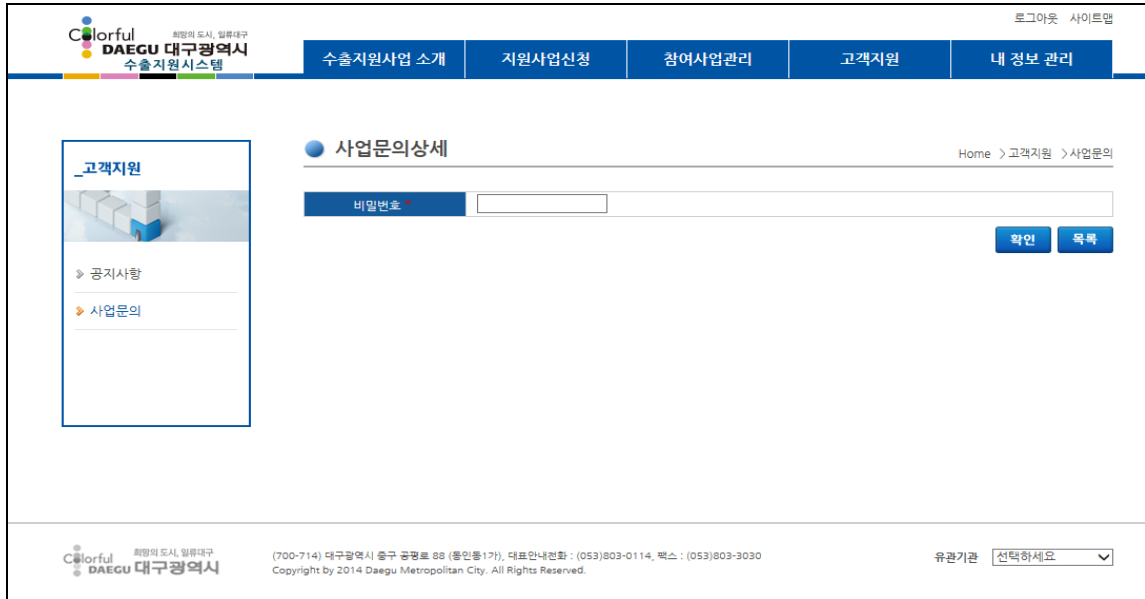 로그아웃 사이트맵
Colorful 희망의 도시, 일류대구
DAEGU 대구광역시
수출지원시스템
수출지원사업 소개 지원사업신청 참여사업관리 고객지원 내 정보 관리
_고객지원
공지사항
사업문의
사업문의상세
Home > 고객지원 > 사업문의
비밀번호 *
확인 목록
Colorful 희망의 도시, 일류대구
DAEGU 대구광역시
(700-714) 대구광역시 중구 공평로 88 (동인동1가), 대표안내전화 : (053)803-0114, 팩스 : (053)803-3030
Copyright by 2014 Daegu Metropolitan City. All Rights Reserved.
유관기관 선택하세요